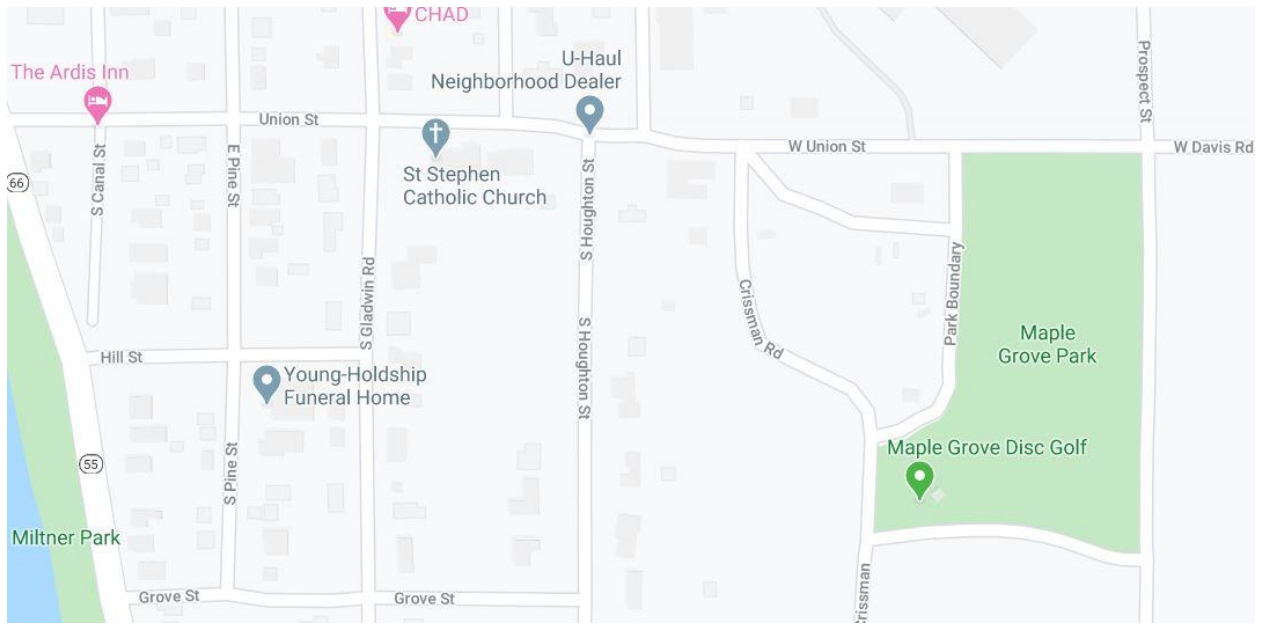 CHAD
U-Haul
Neighborhood Dealer
The Ardis Inn
Prospect St
Union St
W Union St
W Davis Rd
66
S Canal St
E Pine St
St Stephen
Catholic Church
S Houghton St
S Gladwin Rd
Park Boundary
Crissman Rd
Maple
Grove Park
Hill St
Young-Holdship
Funeral Home
S Houghton St
Maple Grove Disc Golf
55
S Pine St
Miltner Park
Grove St
Grove St
Crissman